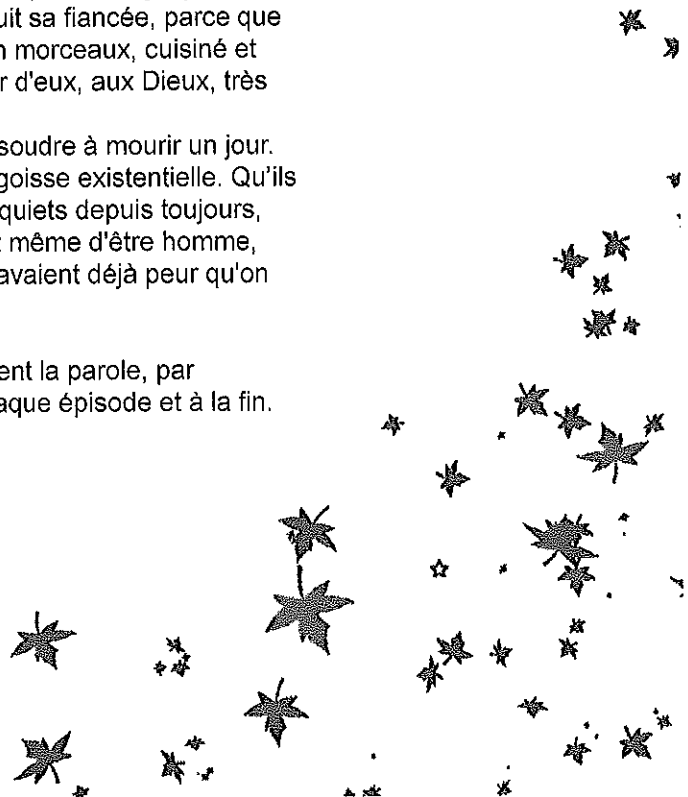 uit sa fiancée, parce que
n morceaux, cuisiné et
r d'eux, aux Dieux, très
soudre à mourir un jour.
goisse existentielle. Qu'ils
quiets depuis toujours,
t même d'être homme,
avaient déjà peur qu'on
ent la parole, par
aque épisode et à la fin.